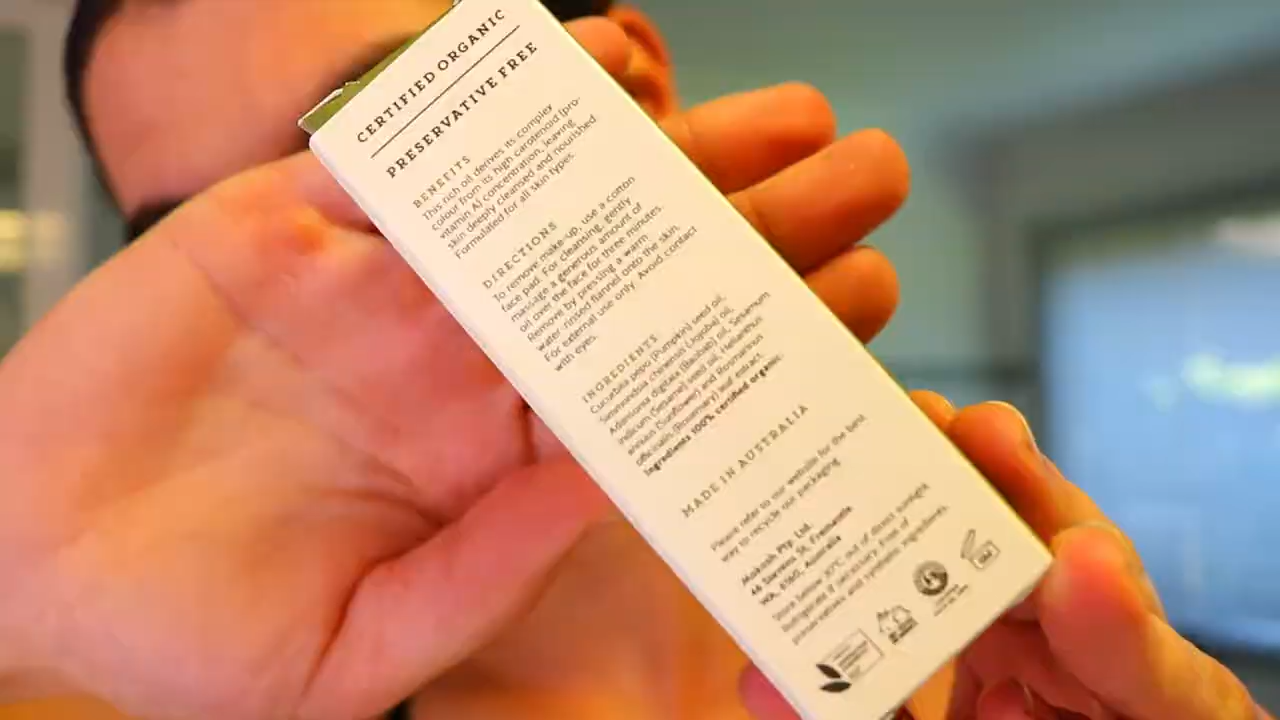 CERTIFIED ORGANIC
PRESERVATIVE FREE
BENEFITS
This rich oil derives its complex
colour from its high carotenoid (pro-
vitamin A) concentration, leaving
skin deeply cleansed and nourished.
Formulated for all skin types.
DIRECTIONS
To remove make-up, use a cotton
face pad. For cleansing, gently
massage a generous amount of
oil over the face for three minutes.
Remove by pressing a warm
water-rinsed flannel onto the skin.
For external use only. Avoid contact
with eyes.
INGREDIENTS
Cucurbita pepo (Pumpkin) seed oil,
Simmondsia chinensis (Jojoba) oil,
Adansonia digitata (Baobab) oil, Sesamum
indicum (Sesame) seed oil, Helianthus
annuus (Sunflower) and Rosmarinus
officinalis (Rosemary) leaf extract.
Ingredients 100% certified organic.
MADE IN AUSTRALIA
Please refer to our website for the best
way to recycle our packaging
Mokosh Pty. Ltd.
Stevens St, Fremantle
WA, 6160, Australia
Store below 30°C out of direct sunlight
Refrigerate if necessary. Free of
preservatives and synthetic ingredients.